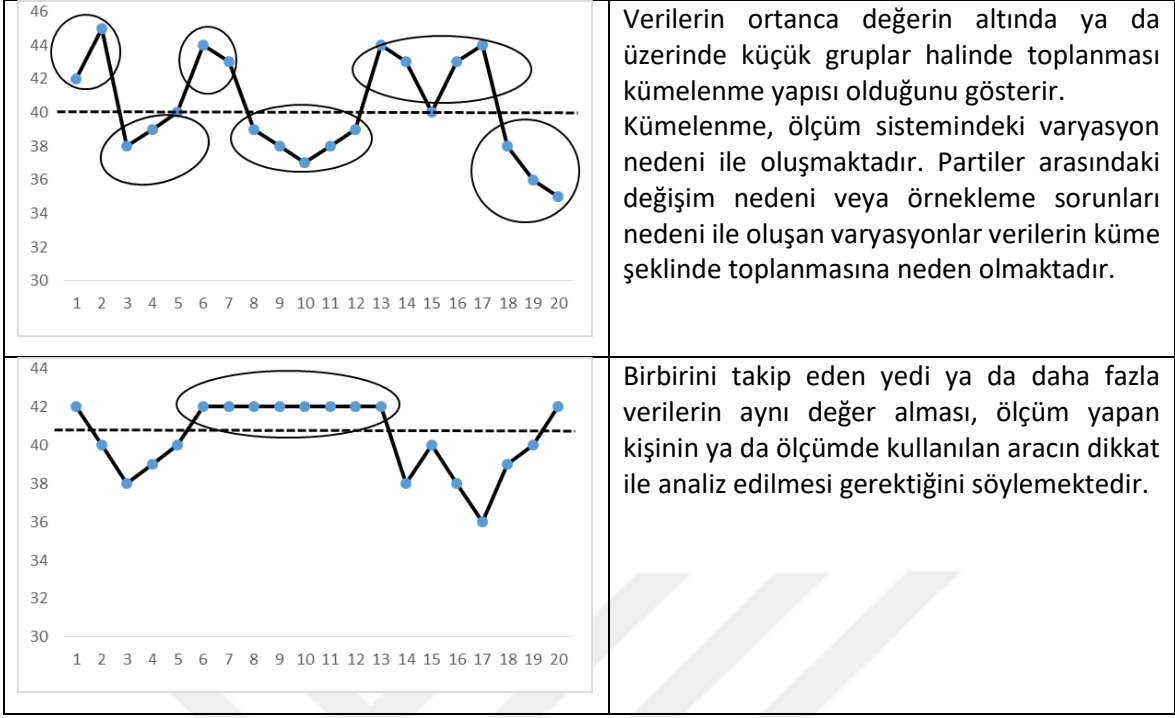 46
44
42
40
38
36
34
32
30
1 2 3 4 5 6 7 8 9 10 11 12 13 14 15 16 17 18 19 20
Verilerin ortanca değerin altında ya da
üzerinde küçük gruplar halinde toplanması
kümelenme yapısı olduğunu gösterir.
Kümelenme, ölçüm sistemindeki varyasyon
nedeni ile oluşmaktadır. Partiler arasındaki
değişim nedeni veya örnekleme sorunları
nedeni ile oluşan varyasyonlar verilerin küme
şeklinde toplanmasına neden olmaktadır.
44
42
40
38
36
34
32
30
1 2 3 4 5 6 7 8 9 10 11 12 13 14 15 16 17 18 19 20
Birbirini takip eden yedi ya da daha fazla
verilerin aynı değer alması, ölçüm yapan
kişinin ya da ölçümde kullanılan aracın dikkat
ile analiz edilmesi gerektiğini söylemektedir.